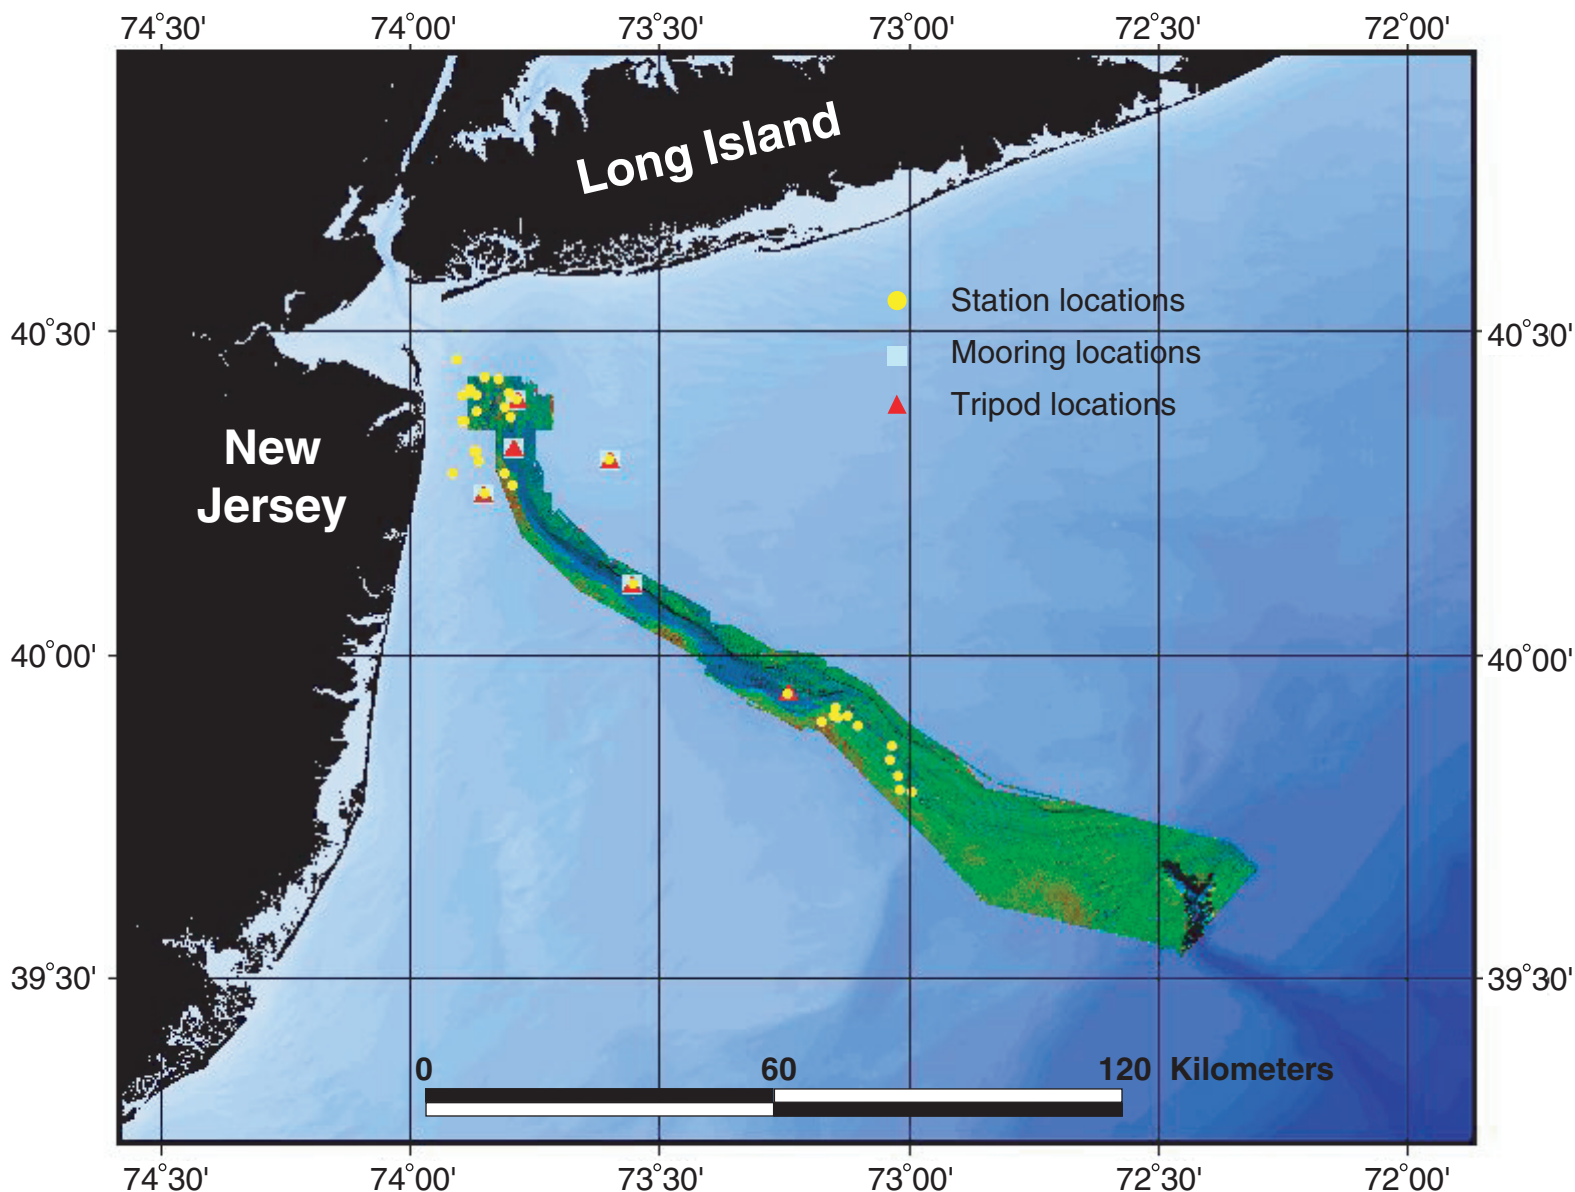 74°30' 74°00' 73°30' 73°00' 72°30' 72°00'
Long Island
Station locations
40°30' 40°30'
Mooring locations
Tripod locations
New
Jersey
40°00' 40°00'
39°30' 39°30'
0 60 120 Kilometers
74°30' 74°00' 73°30' 73°00' 72°30' 72°00'